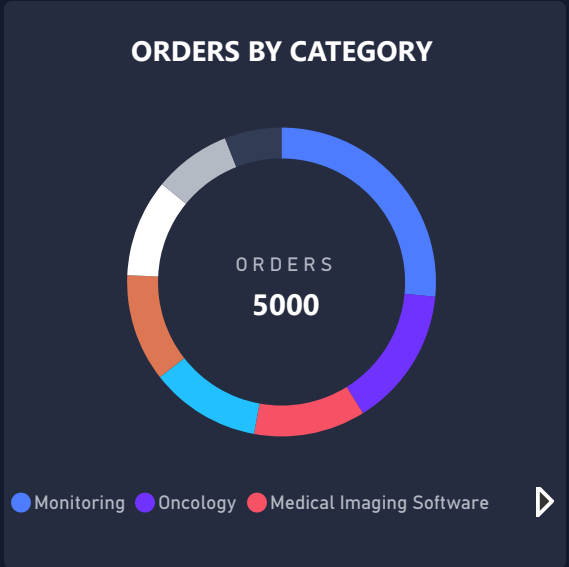 ORDERS BY CATEGORY
ORDERS
5000
Monitoring Oncology Medical Imaging Software